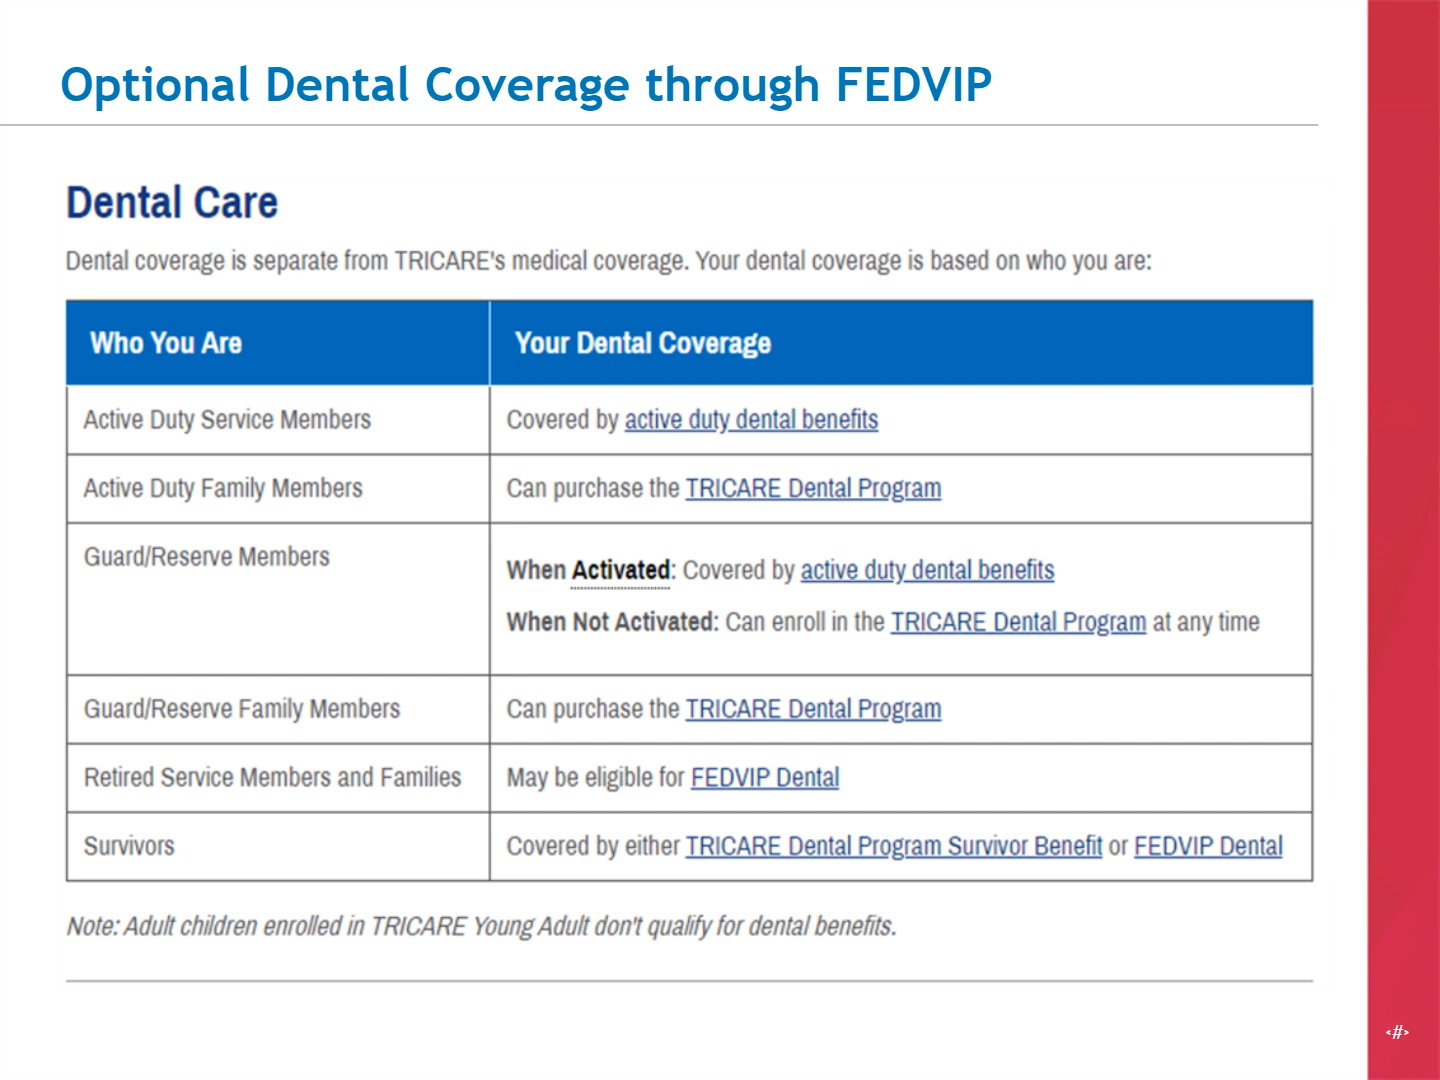 Optional Dental Coverage through FEDVIP
Dental Care
Dental coverage is separate from TRICARE's medical coverage. Your dental coverage is based on who you are:
Who You Are
Your Dental Coverage
Active Duty Service Members
Covered by active duty dental benefits
Active Duty Family Members
Can purchase the TRICARE Dental Program
Guard/Reserve Members
When Activated: Covered by active duty dental benefits
When Not Activated: Can enroll in the TRICARE Dental Program at any time
Guard/Reserve Family Members
Can purchase the TRICARE Dental Program
Retired Service Members and Families
May be eligible for FEDVIP Dental
Survivors
Covered by either TRICARE Dental Program Survivor Benefit or FEDVIP Dental
Note: Adult children enrolled in TRICARE Young Adult don't qualify for dental benefits.
‹#›